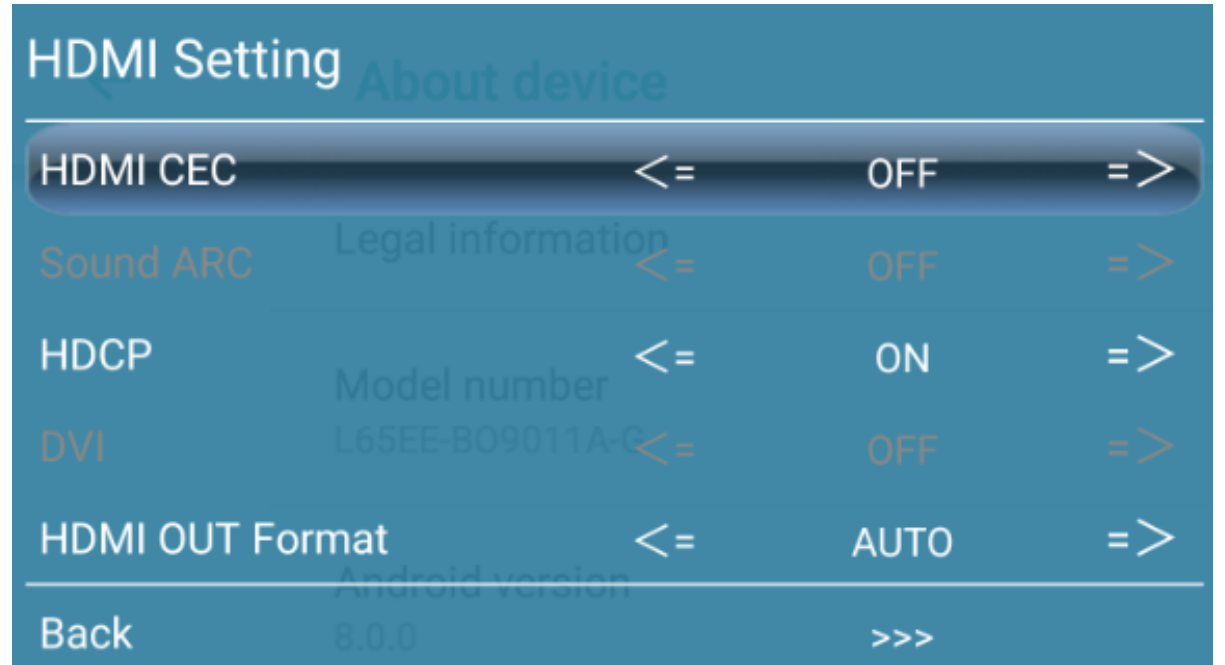 HDMI Setting
About device
HDMI CEC <= OFF =>
Legal information
Sound ARC <= OFF =>
HDCP <= ON =>
Model number
DVI <= OFF =>
L65EE-BO9011A-G
HDMI OUT Format <= AUTO =>
Android version
Back >>>
8.0.0